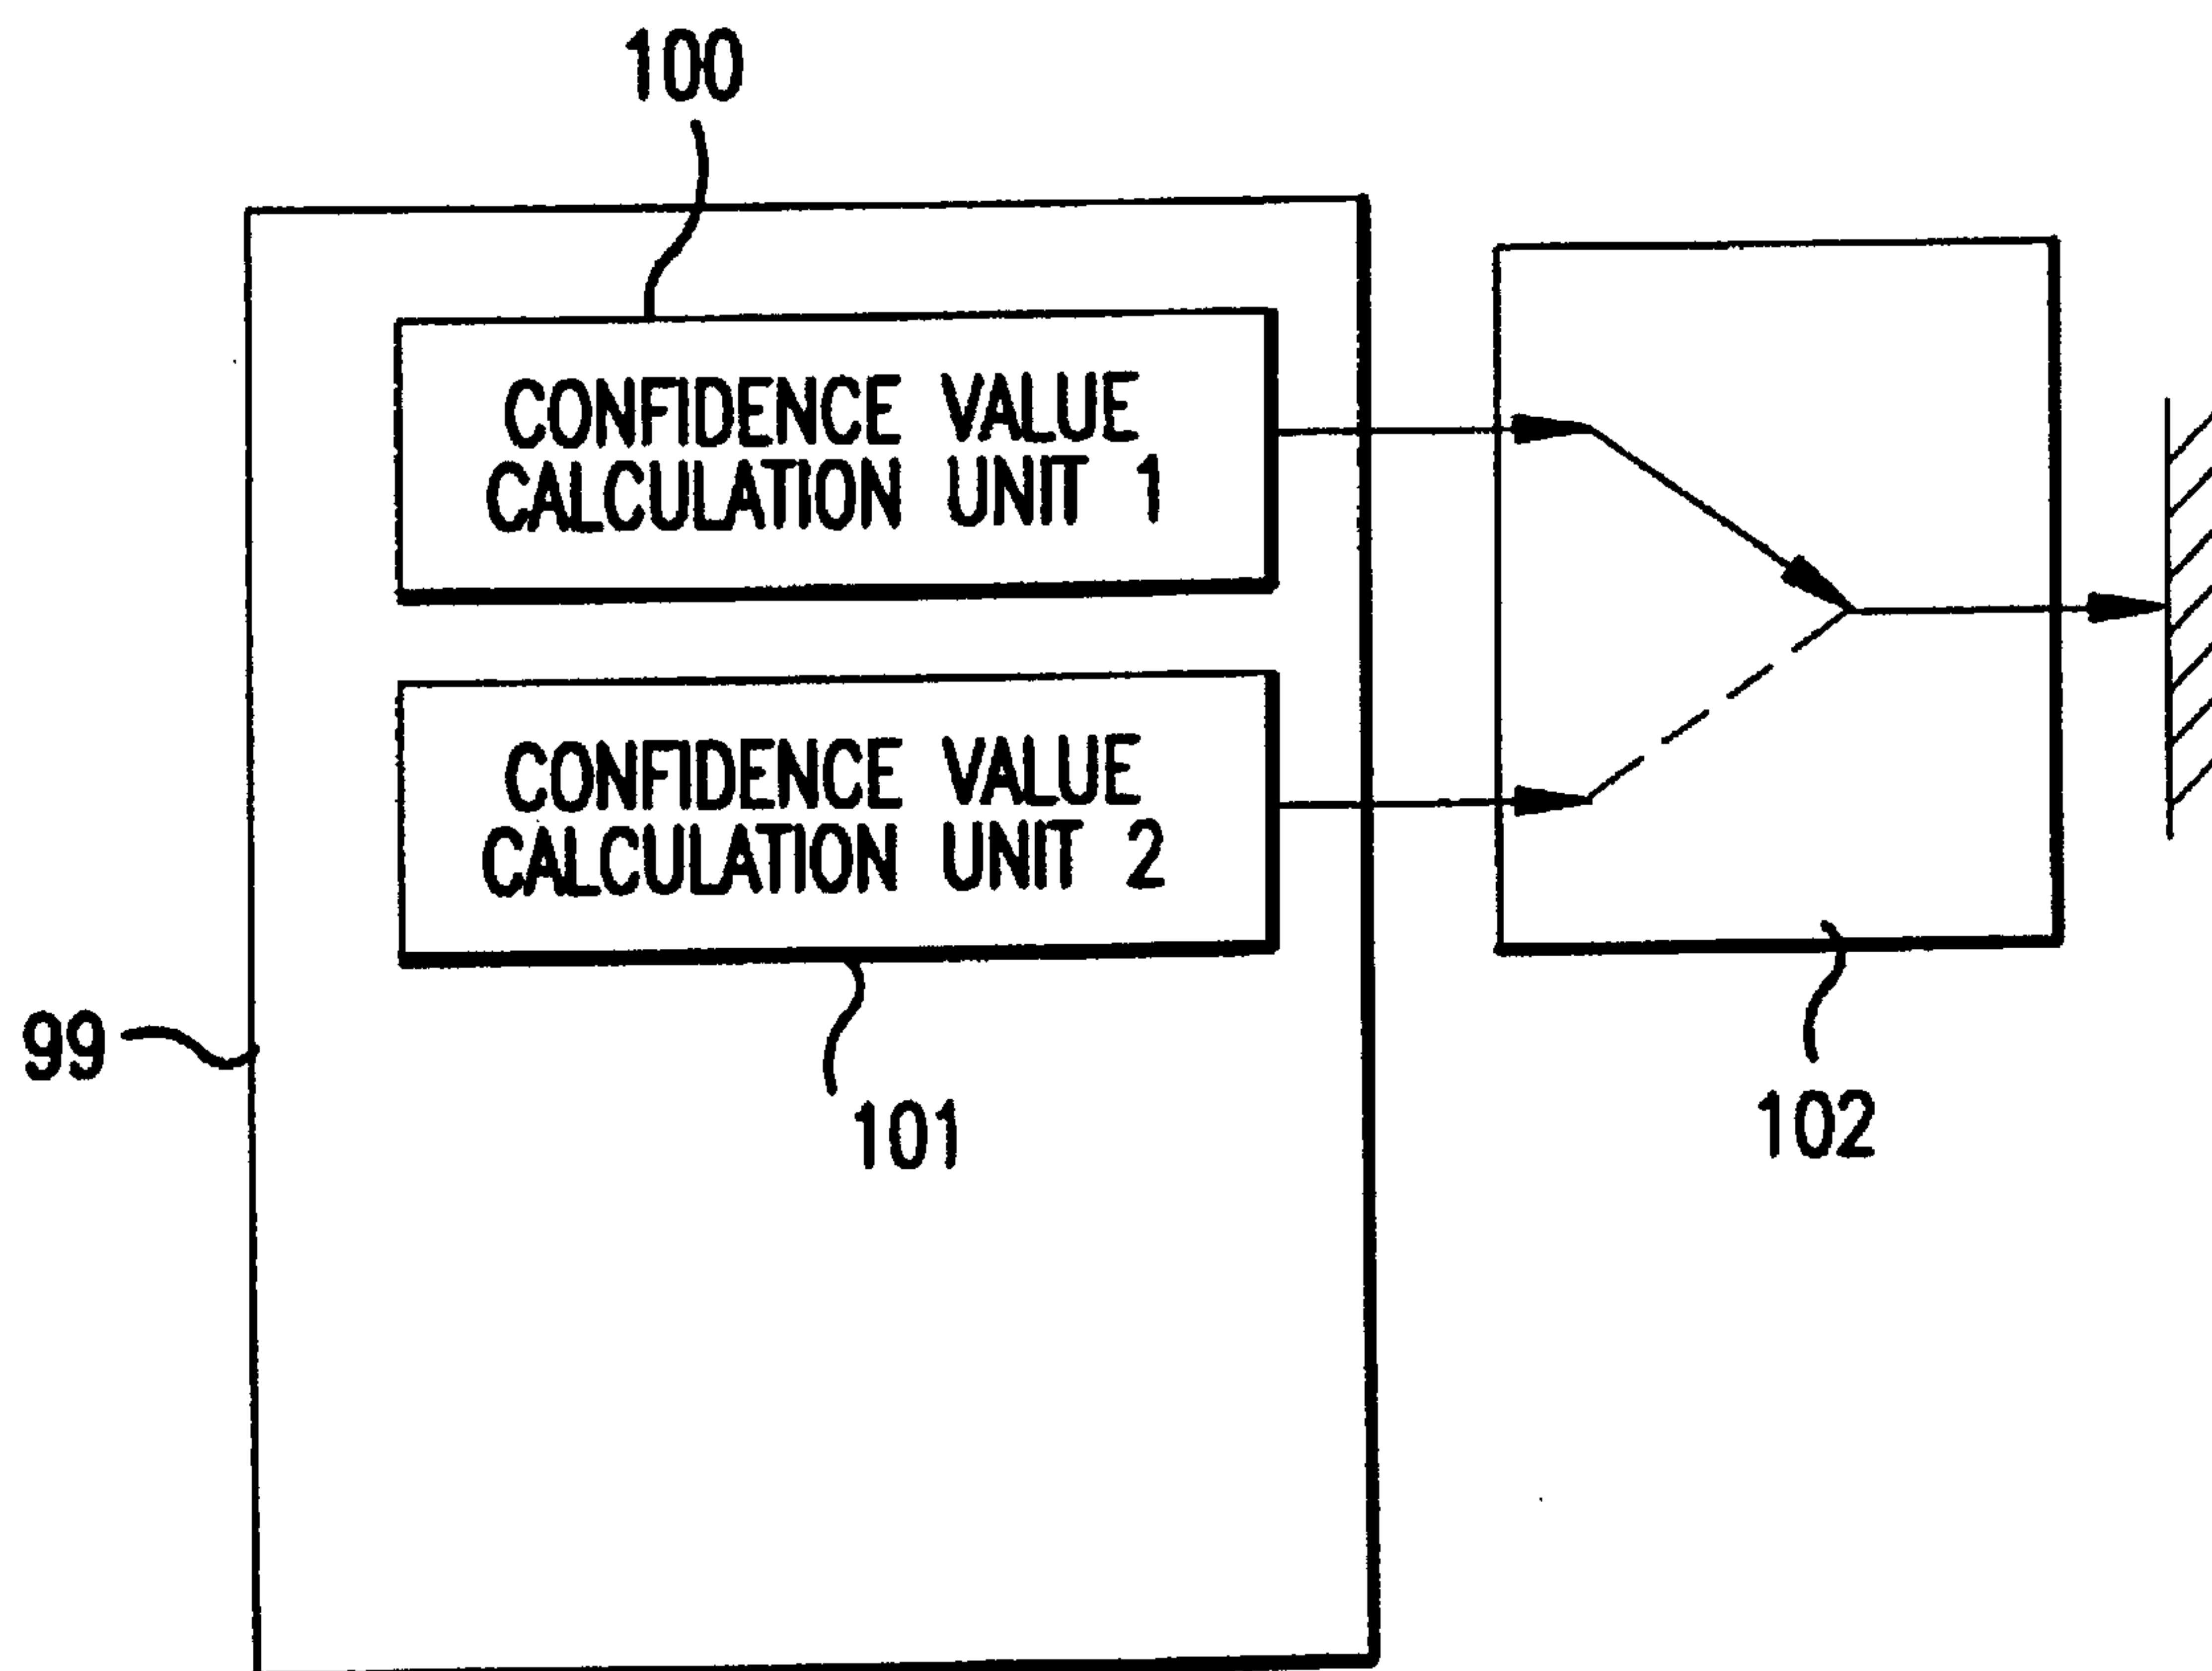 100
CONFIDENCE VALUE
CALCULATION UNIT 1
CONFIDENCE VALUE
CALCULATION UNIT 2
99
101
102